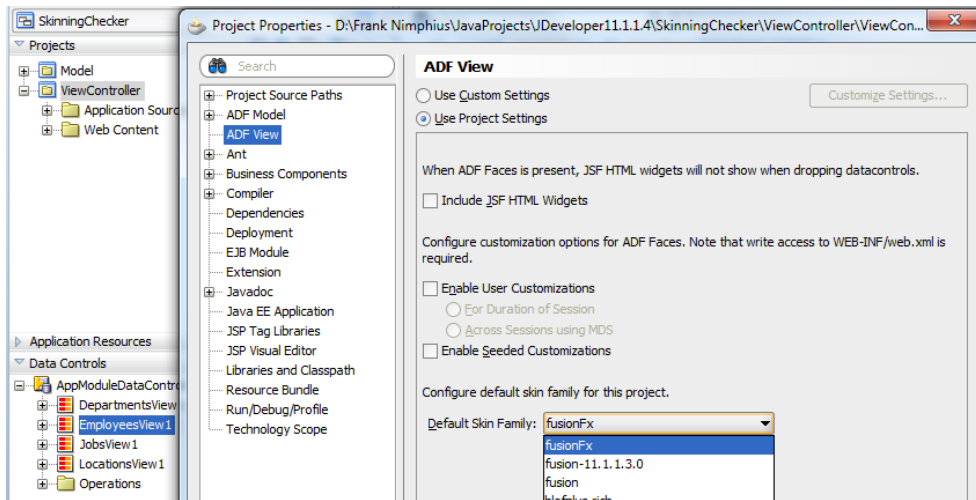 SkinningChecker
Projects
Model
ViewController
Application Sourc
Web Content
Application Resources
Data Controls
AppModuleDataContro
DepartmentsView
EmployeesView1
JobsView1
LocationsView1
Operations
Project Properties - D:\Frank Nimphius\JavaProjects\JDeveloper11.1.1.4\SkinningChecker\ViewController\ViewCon...
Search
Project Source Paths
ADF Model
ADF View
Ant
Business Components
Compiler
Dependencies
Deployment
EJB Module
Extension
Javadoc
Java EE Application
JSP Tag Libraries
JSP Visual Editor
Libraries and Classpath
Resource Bundle
Run/Debug/Profile
Technology Scope
ADF View
Use Custom Settings
Customize Settings...
Use Project Settings
When ADF Faces is present, JSF HTML widgets will not show when dropping datacontrols.
Include JSF HTML Widgets
Configure customization options for ADF Faces. Note that write access to WEB-INF/web.xml is
required.
Enable User Customizations
For Duration of Session
Across Sessions using MDS
Enable Seeded Customizations
Configure default skin family for this project.
Default Skin Family: fusionFx
fusionFx
fusion-11.1.1.3.0
fusion